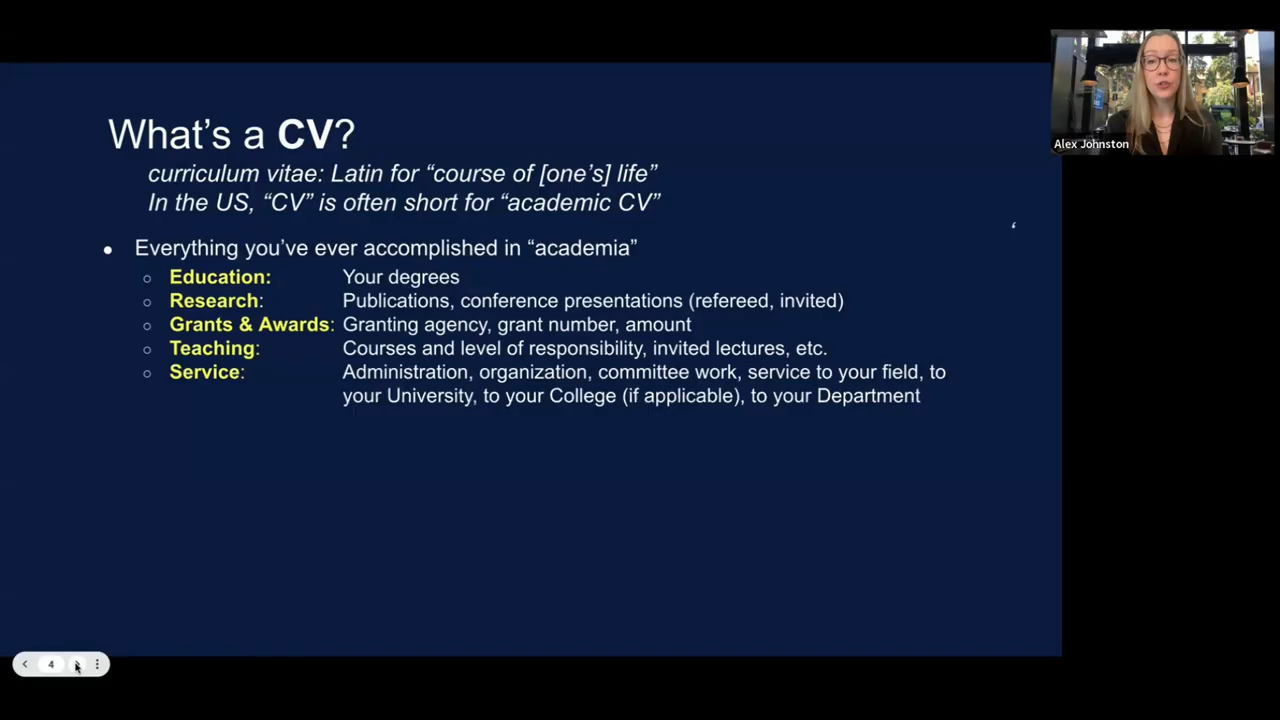 What's a CV?
curriculum vitae: Latin for “course of [one's] life”
In the US, “CV” is often short for “academic CV”
‘
● Everything you've ever accomplished in “academia”
○ Education: Your degrees
○ Research: Publications, conference presentations (refereed, invited)
○ Grants & Awards: Granting agency, grant number, amount
○ Teaching: Courses and level of responsibility, invited lectures, etc.
○ Service: Administration, organization, committee work, service to your field, to
your University, to your College (if applicable), to your Department
Alex Johnston
4